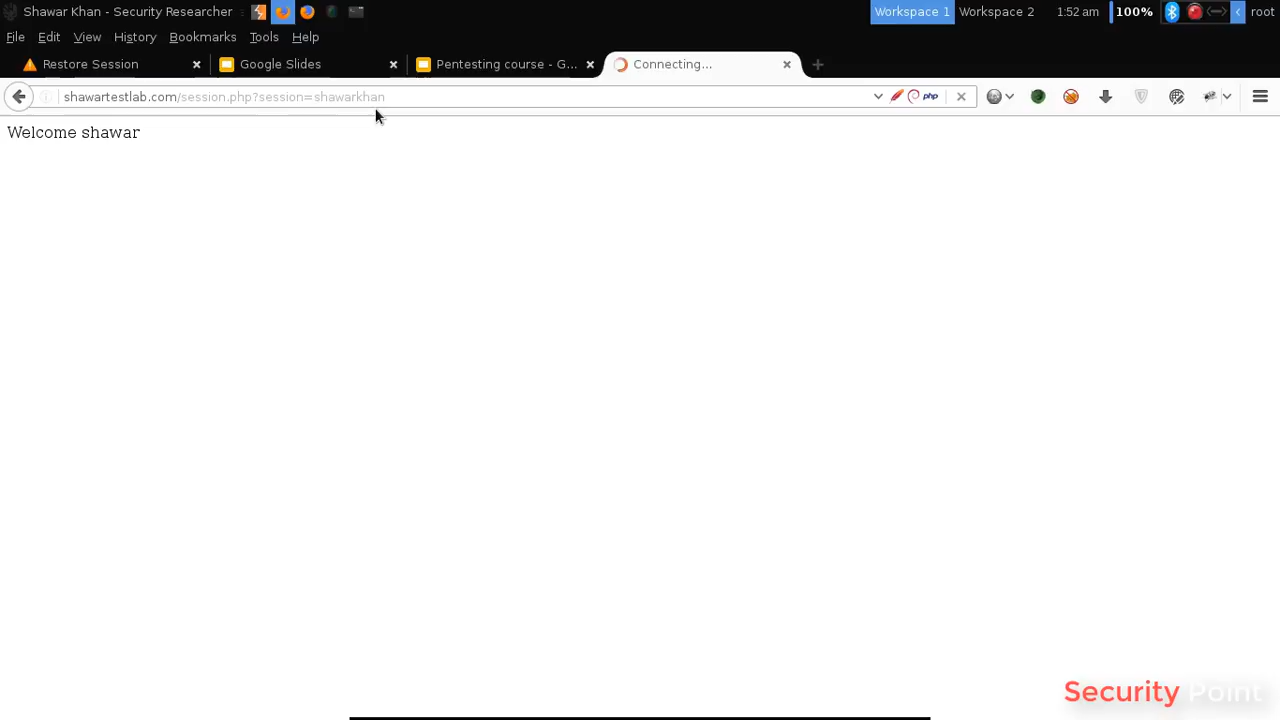 Shawar Khan - Security Researcher
Workspace 1 Workspace 2 1:52 am 100% root
File Edit View History Bookmarks Tools Help
Restore Session Google Slides Pentesting course - G... Connecting...
shawartestlab.com/session.php?session=shawarkhan php
Welcome shawar
Security Point